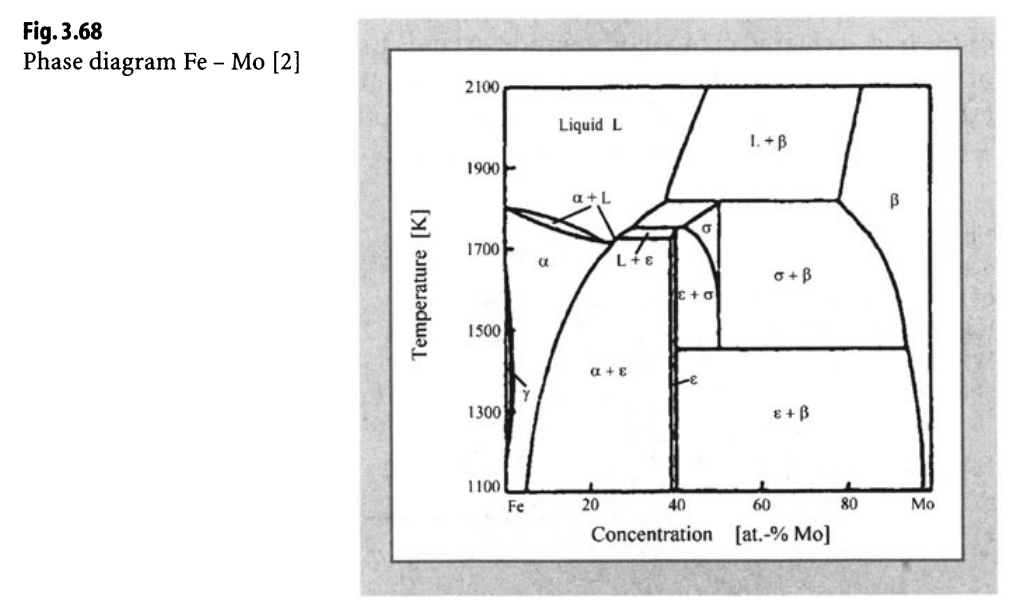 Fig. 3.68
Phase diagram Fe – Mo [2]
2100
Liquid L
L + β
1900
α + L
β
1700
α
L + ε
σ
ε + σ
σ + β
1500
α + ε
ε
γ
1300
ε + β
1100
Fe
20
40
60
80
Mo
Temperature [K]
Concentration [at.-% Mo]